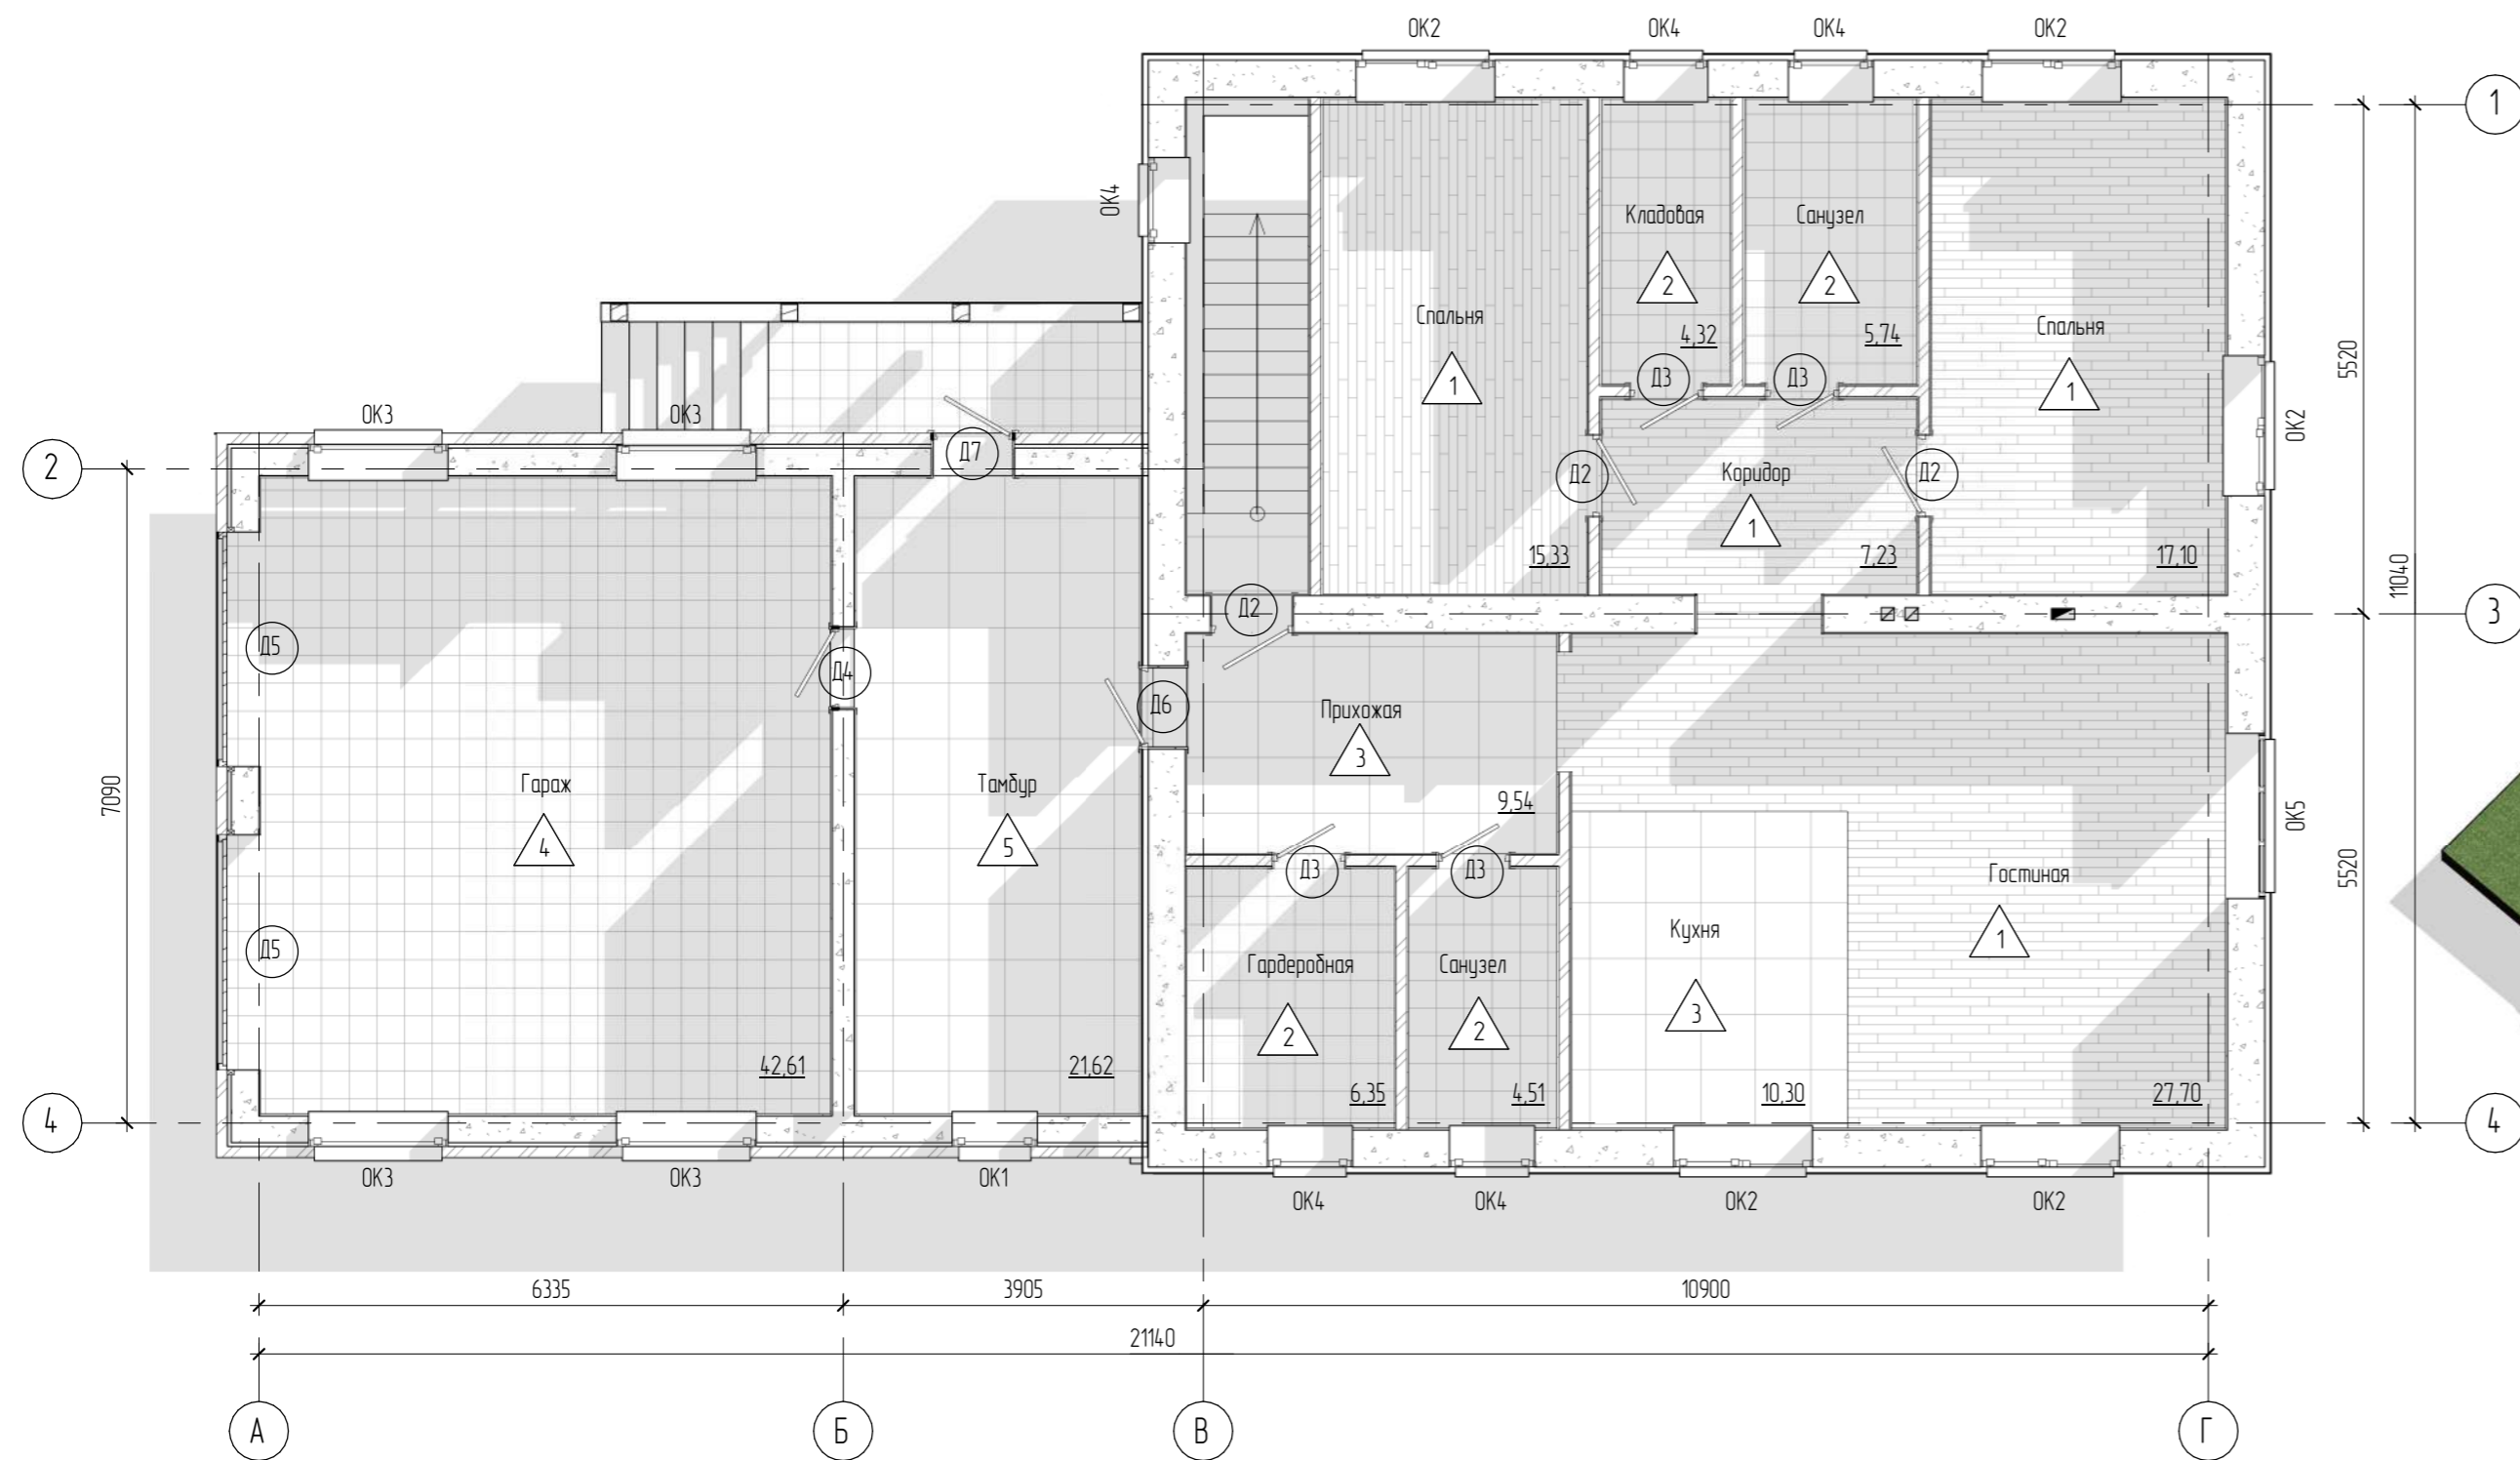 ОК2
ОК4
ОК4
ОК2
1
ОК4
Кладовая
2
4,32
Санузел
2
5,74
Спальня
1
15,33
Спальня
1
17,10
Д3
Д3
5520
11040
ОК3
ОК3
Д7
2
Д2
Коридор
1
7,23
Д2
ОК2
Д2
3
Д5
Д4
Д6
Прихожая
3
9,54
7090
Гараж
4
42,61
Тамбур
5
21,62
ОК5
5520
Д3
Д3
Гостиная
1
27,70
Д5
Кухня
3
10,30
Гардеробная
2
6,35
Санузел
2
4,51
4
4
ОК3
ОК3
ОК1
ОК4
ОК4
ОК2
ОК2
6335
3905
10900
21140
А
Б
В
Г